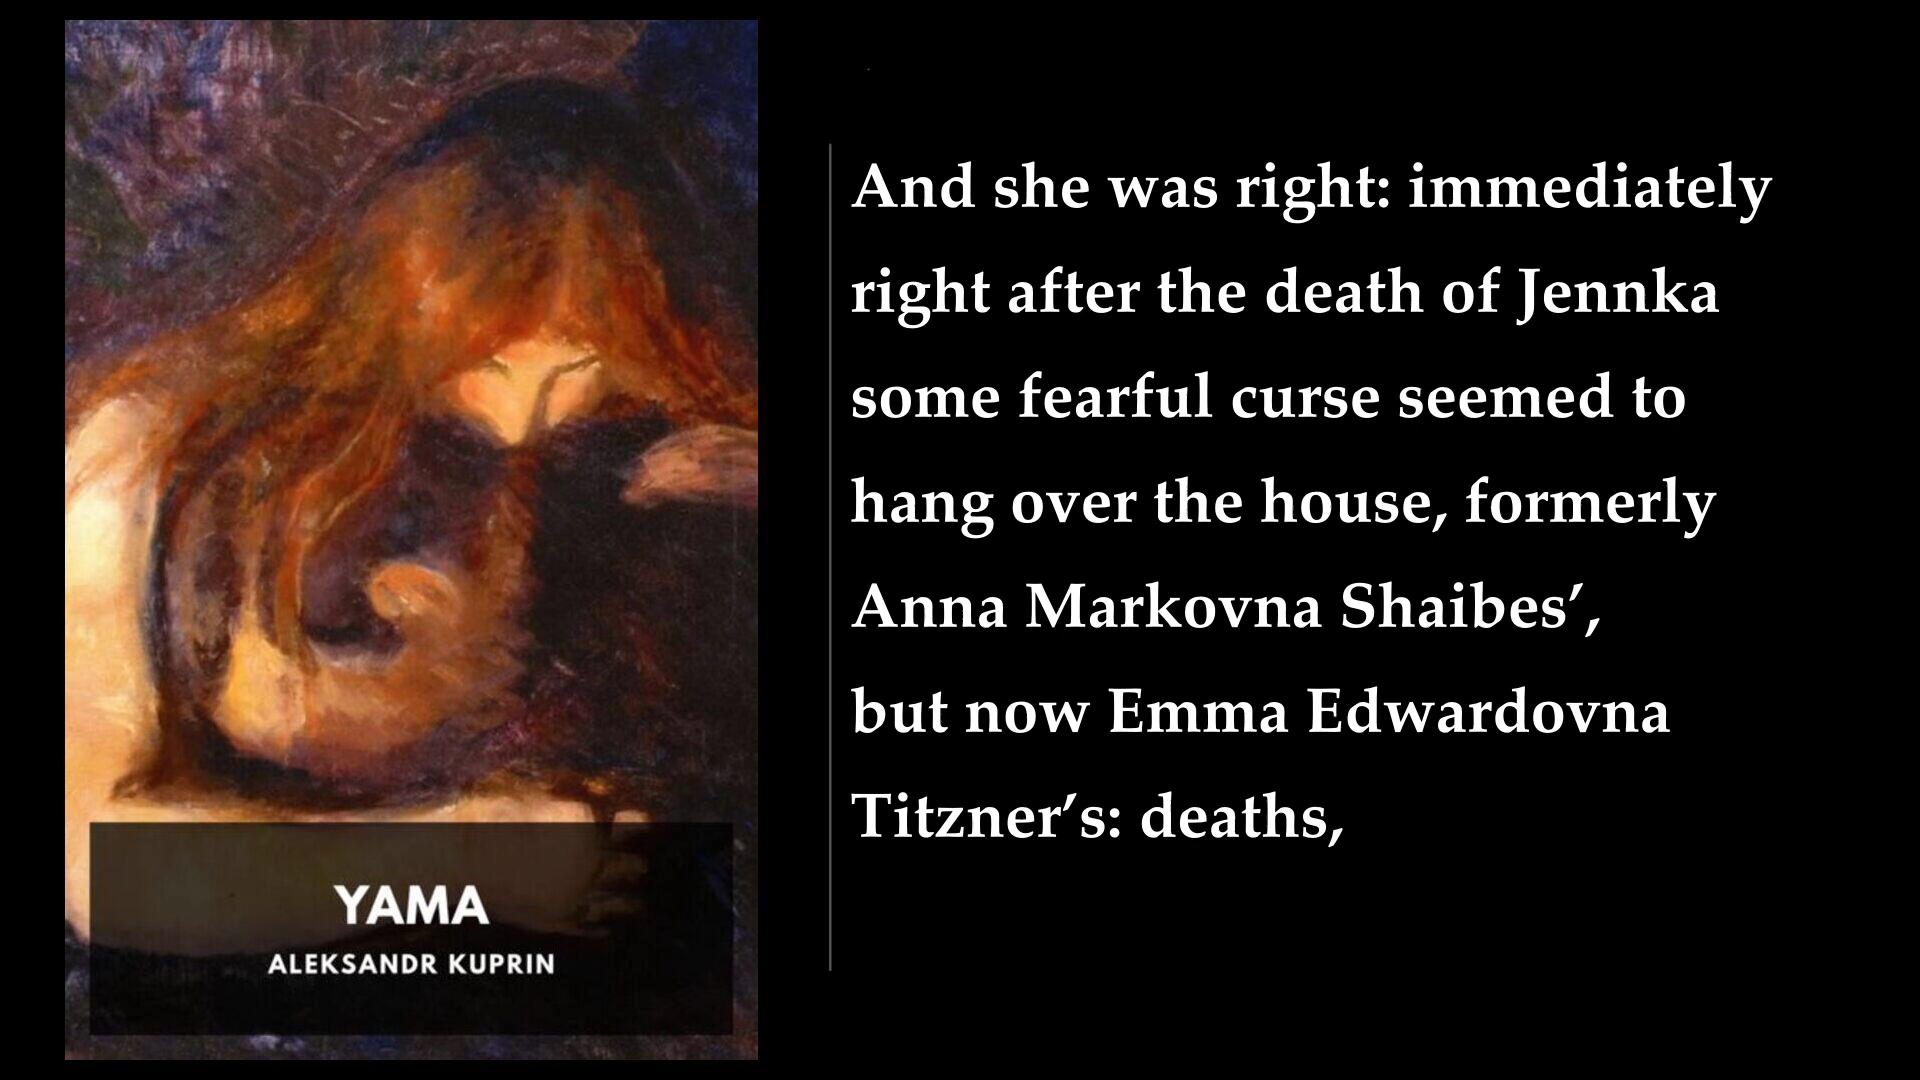 YAMA
ALEKSANDR KUPRIN
And she was right: immediately
right after the death of Jennka
some fearful curse seemed to
hang over the house, formerly
Anna Markovna Shaibes’,
but now Emma Edwardovna
Titzner’s: deaths,